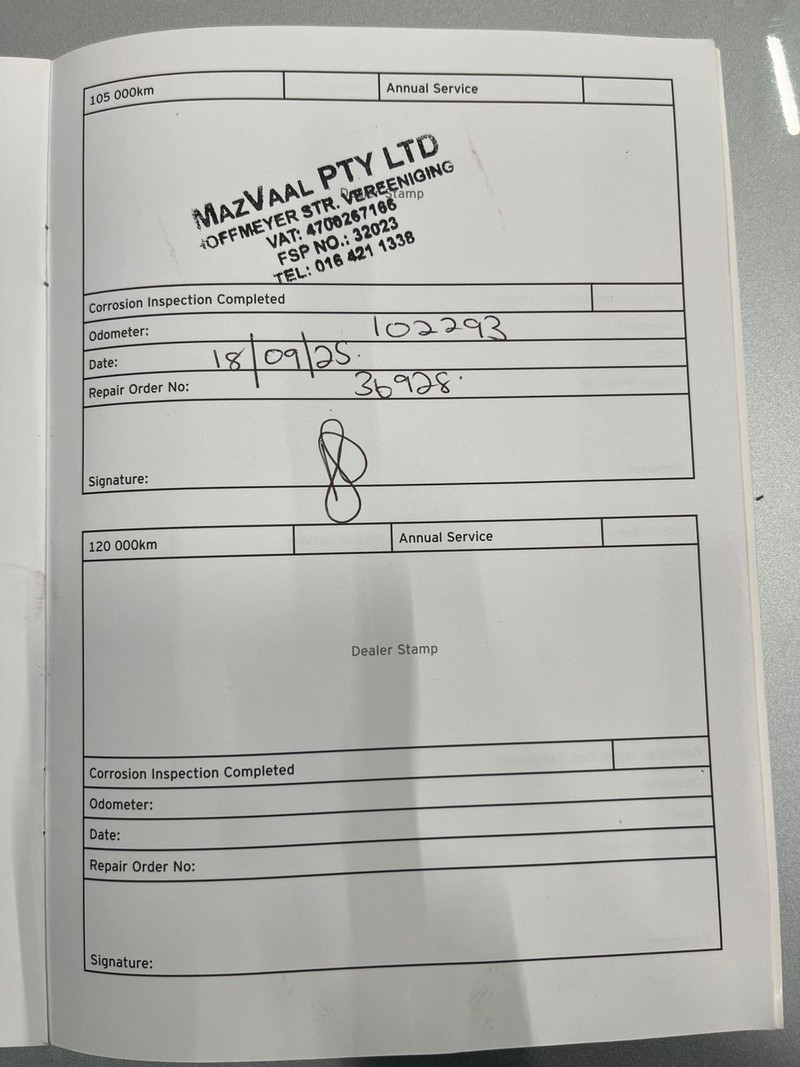 105 000km Annual Service
MAZVAAL PTY LTD
HOFFMEYER STR. VEREENIGING
VAT: 4700267166
FSP NO.: 32023
TEL: 016 421 1338
Stamp
Corrosion Inspection Completed
Odometer: 102293
Date: 18/09/25.
Repair Order No: 36928.
Signature:
120 000km Annual Service
Dealer Stamp
Corrosion Inspection Completed
Odometer:
Date:
Repair Order No:
Signature: